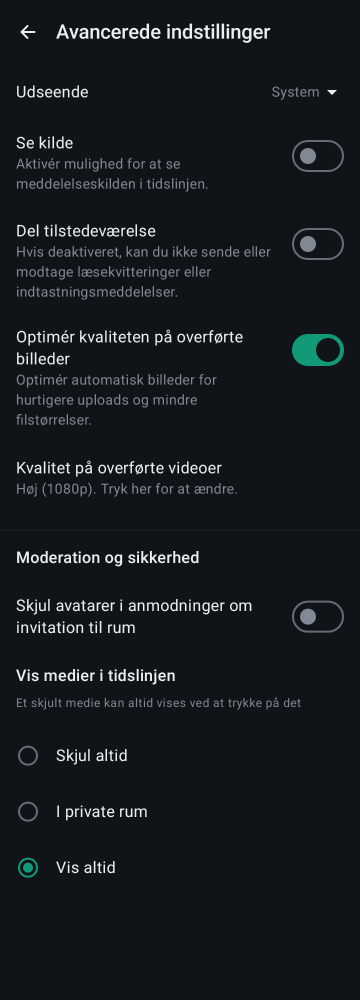 Avancerede indstillinger
Udseende
System
Se kilde
Aktivér mulighed for at se
meddelelseskilden i tidslinjen.
Del tilstedeværelse
Hvis deaktiveret, kan du ikke sende eller
modtage læsekvitteringer eller
indtastningsmeddelelser.
Optimér kvaliteten på overførte
billeder
Optimér automatisk billeder for
hurtigere uploads og mindre
filstørrelser.
Kvalitet på overførte videoer
Høj (1080p). Tryk her for at ændre.
Moderation og sikkerhed
Skjul avatarer i anmodninger om
invitation til rum
Vis medier i tidslinjen
Et skjult medie kan altid vises ved at trykke på det
Skjul altid
I private rum
Vis altid